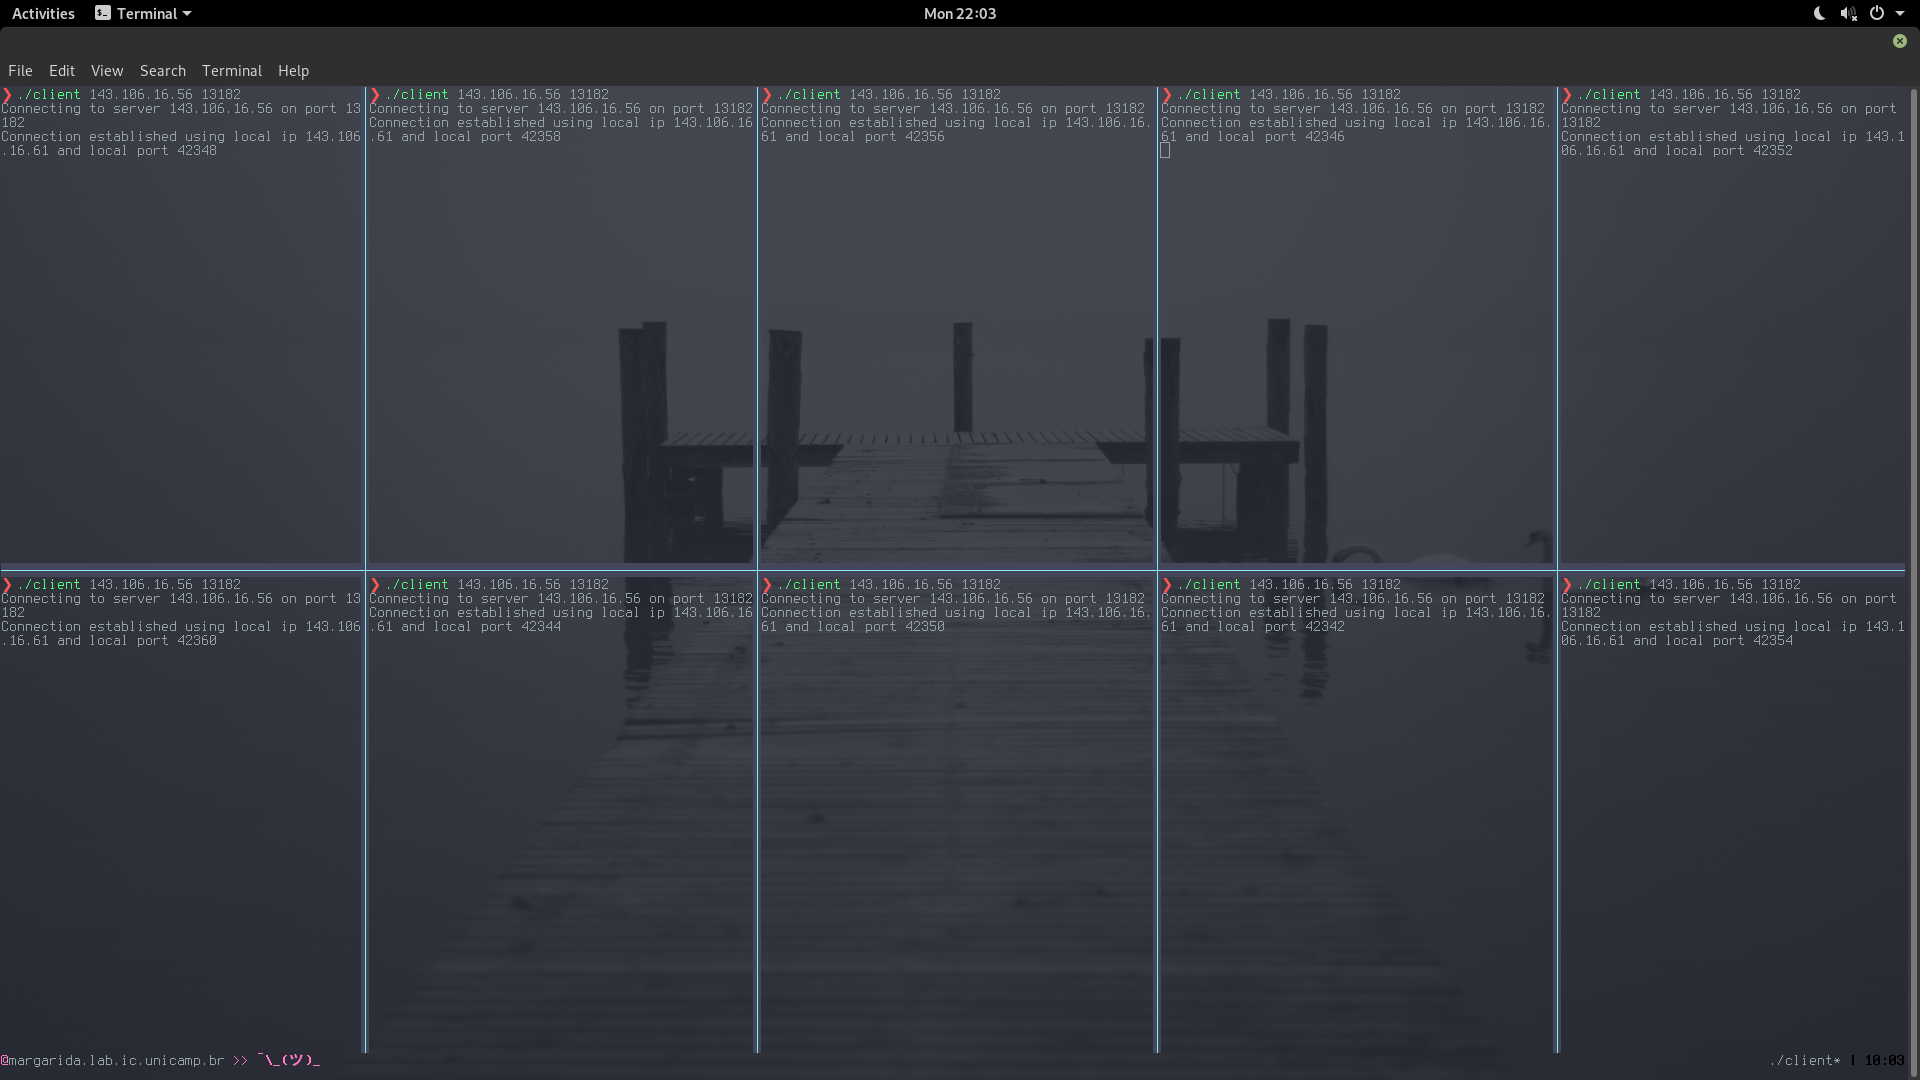 Activities Terminal Mon 22:03
File Edit View Search Terminal Help
❯ ./client 143.106.16.56 13182
Connecting to server 143.106.16.56 on port 13
182
Connection established using local ip 143.106
.16.61 and local port 42348
❯ ./client 143.106.16.56 13182
Connecting to server 143.106.16.56 on port 13182
Connection established using local ip 143.106.16
.61 and local port 42358
❯ ./client 143.106.16.56 13182
Connecting to server 143.106.16.56 on port 13182
Connection established using local ip 143.106.16.
61 and local port 42356
❯ ./client 143.106.16.56 13182
Connecting to server 143.106.16.56 on port 13182
Connection established using local ip 143.106.16.
61 and local port 42346
❯ ./client 143.106.16.56 13182
Connecting to server 143.106.16.56 on port
13182
Connection established using local ip 143.1
06.16.61 and local port 42352
❯ ./client 143.106.16.56 13182
Connecting to server 143.106.16.56 on port 13
182
Connection established using local ip 143.106
.16.61 and local port 42360
❯ ./client 143.106.16.56 13182
Connecting to server 143.106.16.56 on port 13182
Connection established using local ip 143.106.16
.61 and local port 42344
❯ ./client 143.106.16.56 13182
Connecting to server 143.106.16.56 on port 13182
Connection established using local ip 143.106.16.
61 and local port 42350
❯ ./client 143.106.16.56 13182
Connecting to server 143.106.16.56 on port 13182
Connection established using local ip 143.106.16.
61 and local port 42342
❯ ./client 143.106.16.56 13182
Connecting to server 143.106.16.56 on port
13182
Connection established using local ip 143.1
06.16.61 and local port 42354
@margarida.lab.ic.unicamp.br >> ¯\_(ツ)_ ./client* | 10:03